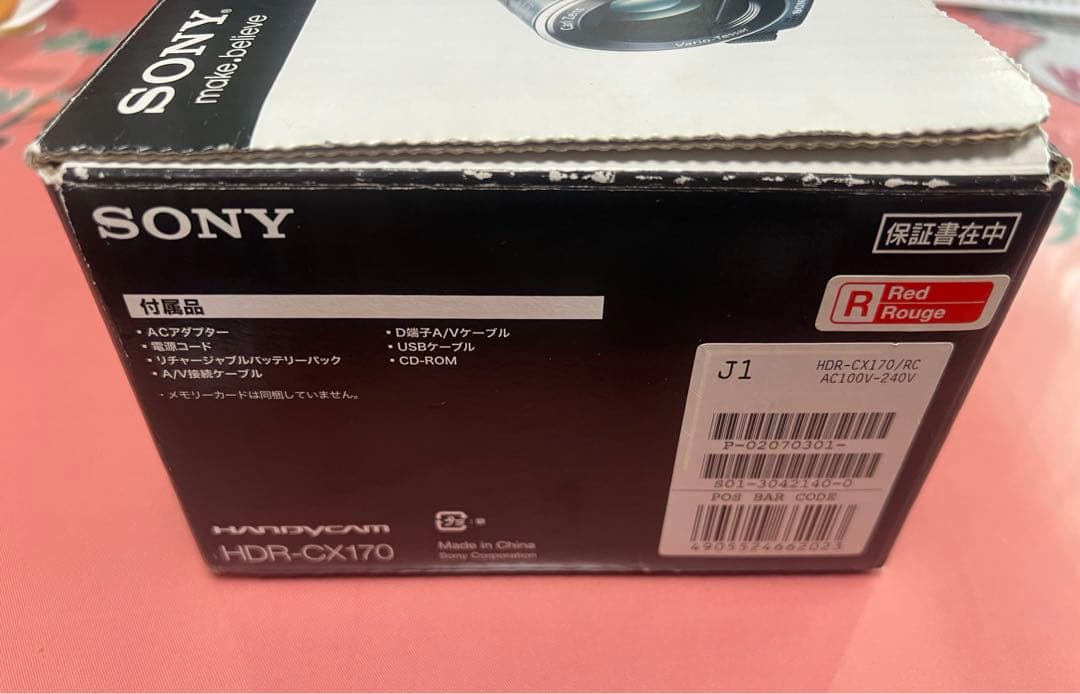 SONY
make.believe
Carl Zeiss
Vario-Tessar
SONY
SONY
保証書在中
R Red
Rouge
付属品
・ACアダプター
・電源コード
・リチャージャブルバッテリーパック
・A/V接続ケーブル
・D端子A/Vケーブル
・USBケーブル
・CD-ROM
・メモリーカードは同梱していません。
J1
HDR-CX170/RC
AC100V-240V
P-02070301-
S01-3042140-0
POS BAR CODE
4905524662023
HANDYCAM
HDR-CX170
Made in China
Sony Corporation